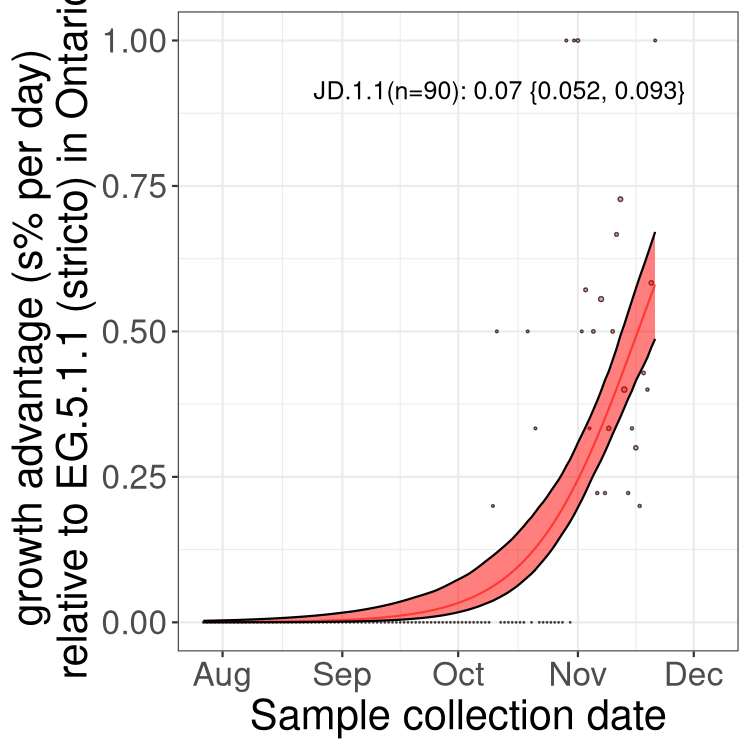 growth advantage (s% per day)
relative to EG.5.1.1 (stricto) in Ontario
1.00
0.75
0.50
0.25
0.00
JD.1.1(n=90): 0.07 {0.052, 0.093}
Aug Sep Oct Nov Dec
Sample collection date